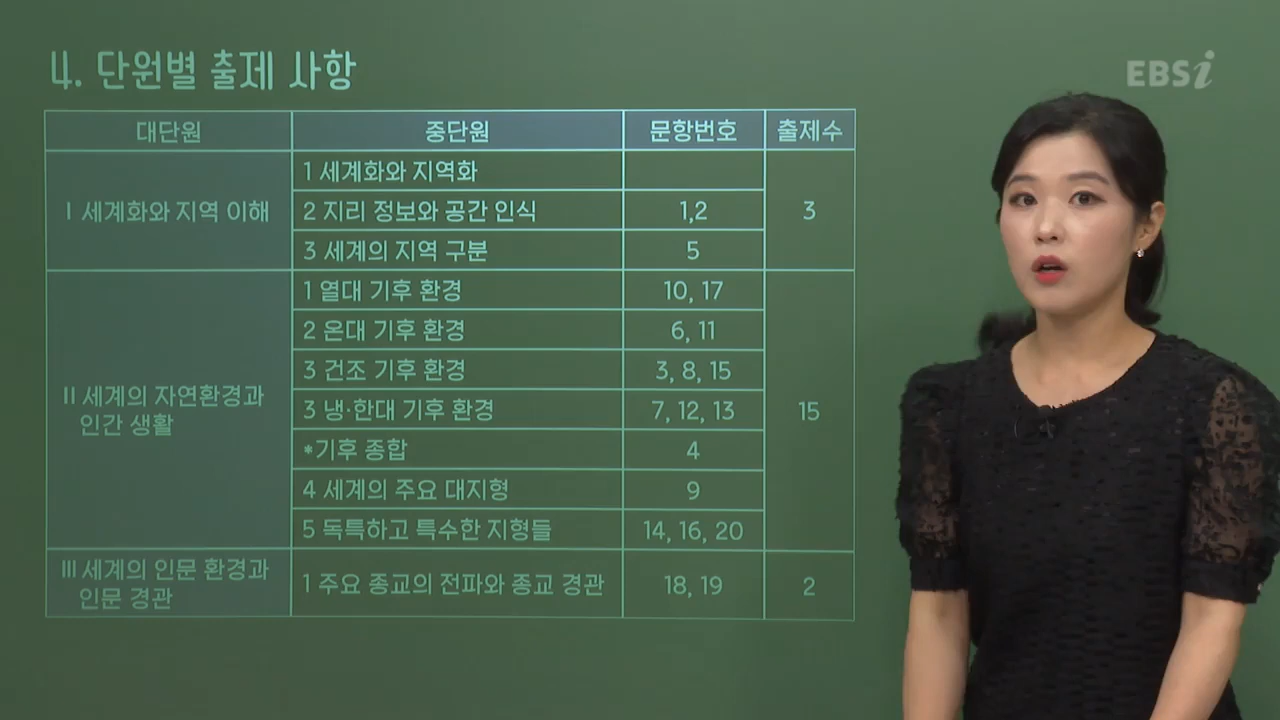 4. 단원별 출제 사항
EBSi
대단원 중단원 문항번호 출제수
Ⅰ 세계화와 지역 이해
1 세계화와 지역화
2 지리 정보와 공간 인식 1,2
3 세계의 지역 구분 5
3
Ⅱ 세계의 자연환경과
인간 생활
1 열대 기후 환경 10, 17
2 온대 기후 환경 6, 11
3 건조 기후 환경 3, 8, 15
3 냉·한대 기후 환경 7, 12, 13
*기후 종합 4
4 세계의 주요 대지형 9
5 독특하고 특수한 지형들 14, 16, 20
15
Ⅲ 세계의 인문 환경과
인문 경관
1 주요 종교의 전파와 종교 경관 18, 19
2